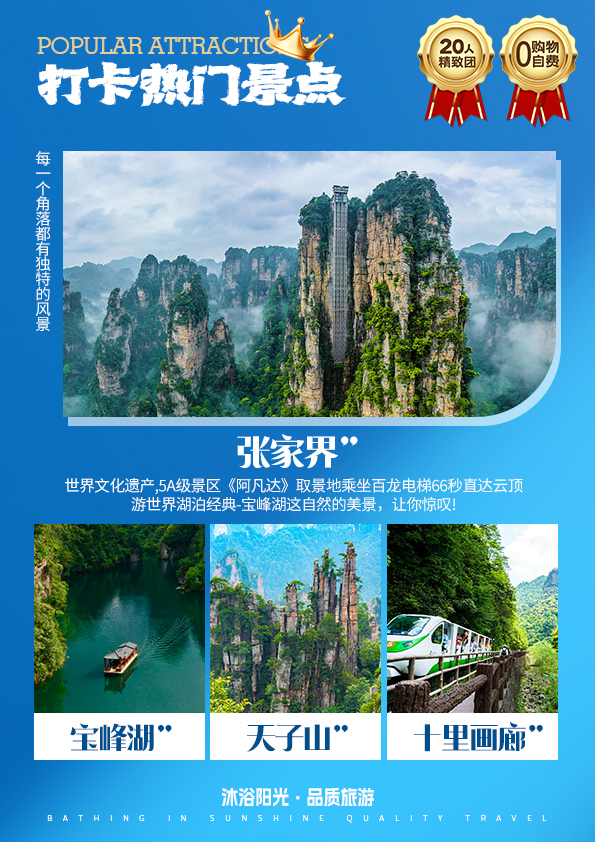 POPULAR ATTRACTIO
打卡热门景点
20人
精致团
0购物
自费
每一个角落都有独特的风景
张家界”
世界文化遗产,5A级景区《阿凡达》取景地乘坐百龙电梯66秒直达云顶
游世界湖泊经典-宝峰湖这自然的美景，让你惊叹!
宝峰湖”
天子山”
十里画廊”
沐浴阳光·品质旅游
BATHING IN SUNSHINE QUALITY TRAVEL